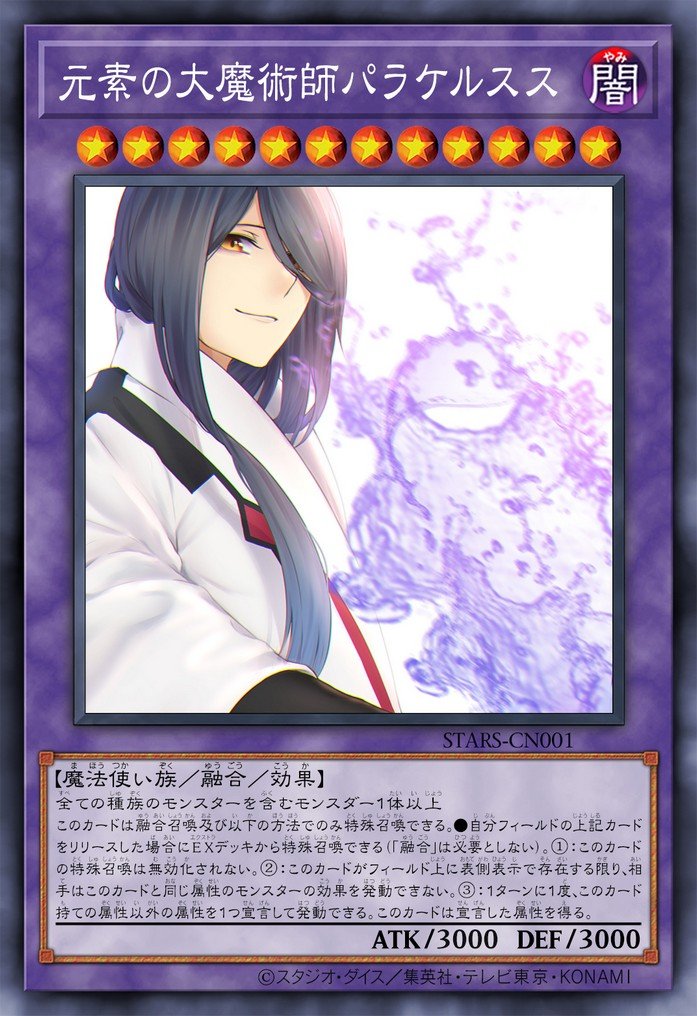 元素の大魔術師パラケルスス
やみ
闇
STARS-CN001
【魔法使い族／融合／効果】
全ての種族のモンスターを含むモンスダー1体以上
このカードは融合召喚及び以下の方法でのみ特殊召喚できる。●自分フィールドの上記カード
をリリースした場合にEXデッキから特殊召喚できる(「融合」は必要としない)。①：このカード
の特殊召喚は無効化されない。②：このカードがフィールド上に表側表示で存在する限り、相
手はこのカードと同じ属性のモンスターの効果を発動できない。③：1ターンに1度、このカード
持ての属性以外の属性を1つ宣言して発動できる。このカードは宣言した属性を得る。
ATK/3000 DEF/3000
©スタジオ・ダイス／集英社・テレビ東京・KONAMI